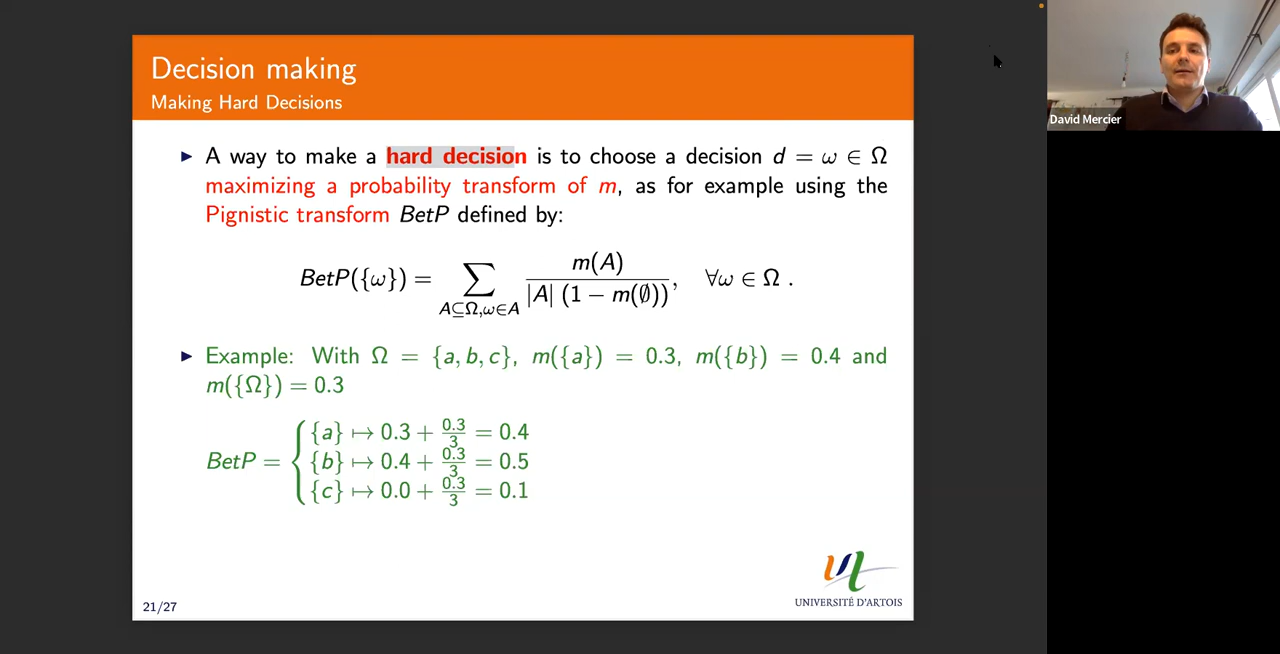 Decision making
Making Hard Decisions
► A way to make a hard decision is to choose a decision d = ω ∈ Ω
maximizing a probability transform of m, as for example using the
Pignistic transform BetP defined by:
BetP({ω}) = ∑_{A⊆Ω,ω∈A} m(A) / (|A| (1 − m(∅))), ∀ω ∈ Ω .
► Example: With Ω = {a, b, c}, m({a}) = 0.3, m({b}) = 0.4 and
m({Ω}) = 0.3
{a} ↦ 0.3 + 0.3/3 = 0.4
BetP = { {b} ↦ 0.4 + 0.3/3 = 0.5
{c} ↦ 0.0 + 0.3/3 = 0.1
UNIVERSITÉ D'ARTOIS
21/27
David Mercier